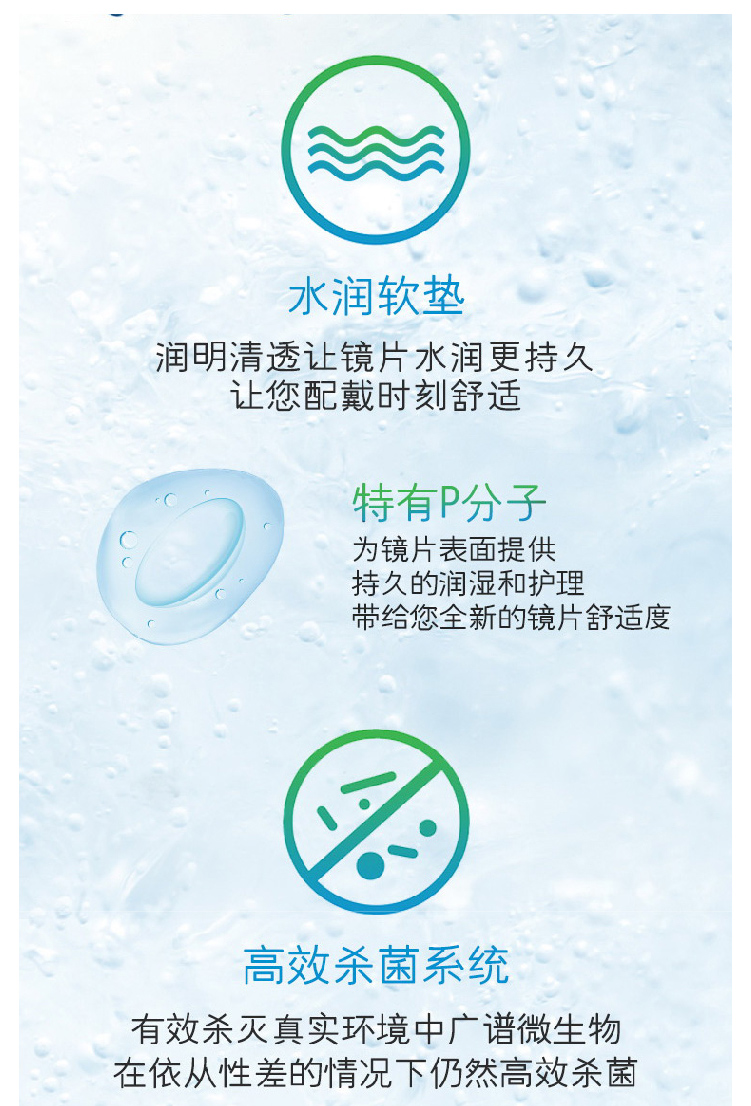 水润软垫
润明清透让镜片水润更持久
让您配戴时刻舒适
特有P分子
为镜片表面提供
持久的润湿和护理
带给您全新的镜片舒适度
高效杀菌系统
有效杀灭真实环境中广谱微生物
在依从性差的情况下仍然高效杀菌